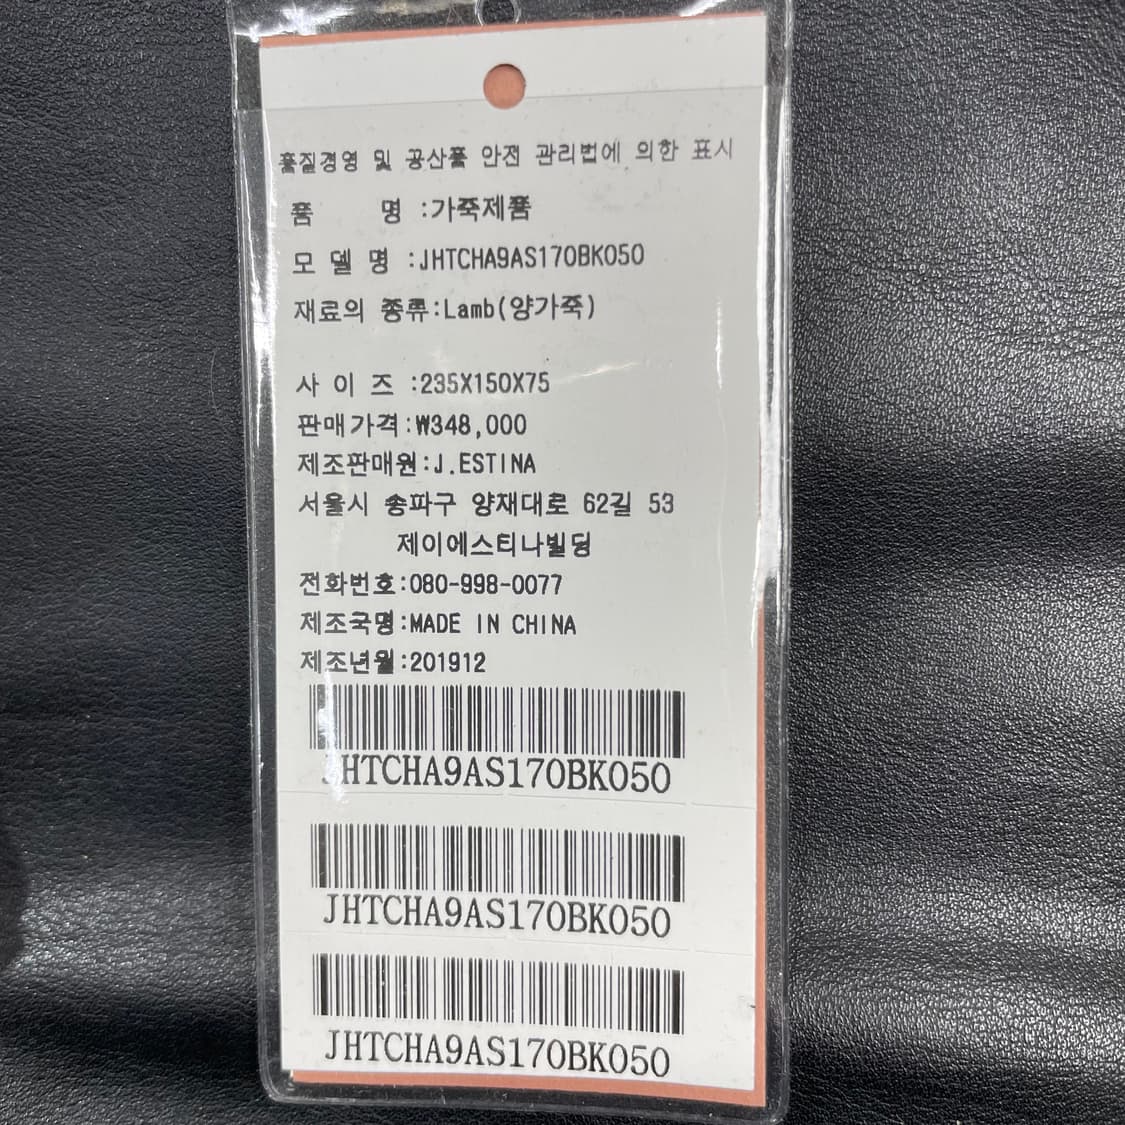 품질경영 및 공산품 안전 관리법에 의한 표시
품 명 :가죽제품
모 델 명 :JHTCHA9AS170BK050
재료의 종류:Lamb(양가죽)
사 이 즈 :235X150X75
판매가격:₩348,000
제조판매원:J.ESTINA
서울시 송파구 양재대로 62길 53
제이에스티나빌딩
전화번호:080-998-0077
제조국명:MADE IN CHINA
제조년월:201912
JHTCHA9AS170BK050
JHTCHA9AS170BK050
JHTCHA9AS170BK050